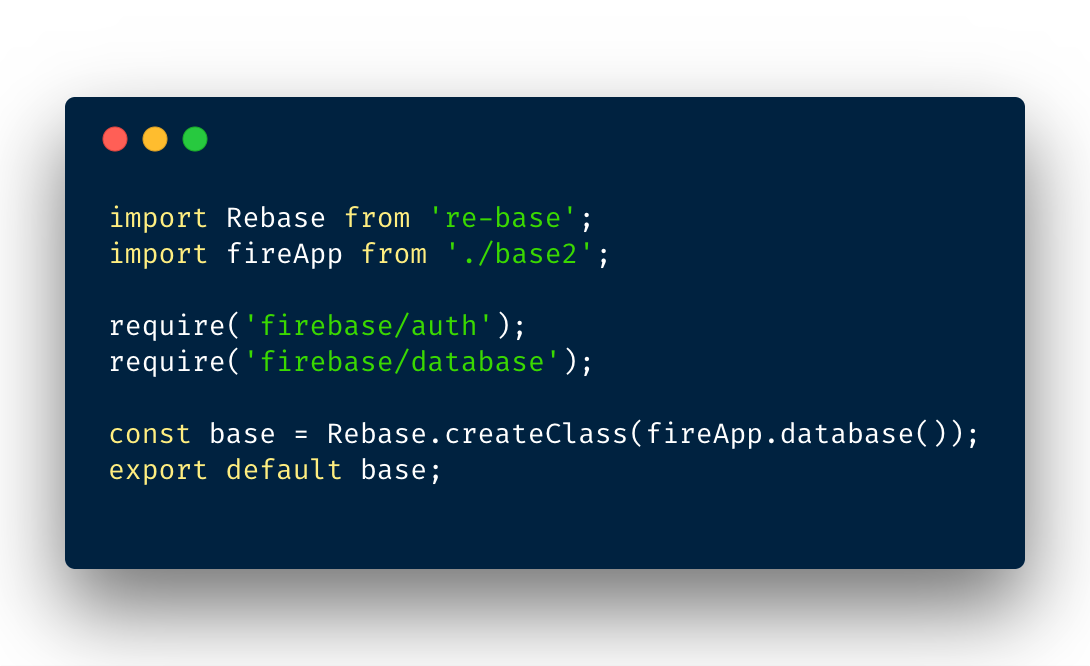 import Rebase from 're-base';
import fireApp from './base2';
require('firebase/auth');
require('firebase/database');
const base = Rebase.createClass(fireApp.database());
export default base;